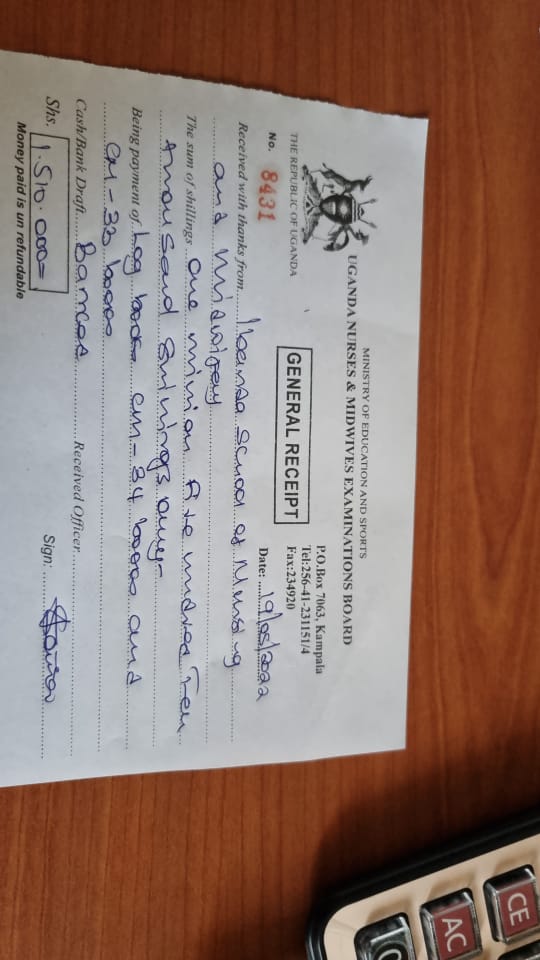 MINISTRY OF EDUCATION AND SPORTS
UGANDA NURSES & MIDWIVES EXAMINATIONS BOARD
THE REPUBLIC OF UGANDA
P.O.Box 7063, Kampala
Tel:256-41-231151/4
Fax:234920
GENERAL RECEIPT
No. 8431
Date: 19/05/2022
Received with thanks from Ibanda School of Nursing
and midwifery
The sum of shillings one million five hundred Ten
thousand shillings only-
Being payment of Log books cm-34 books and
cm-33 books
Cash/Bank Draft Received Officer
Shs. 1.510.000= Sign:
Money paid is un refundable
CE
AC